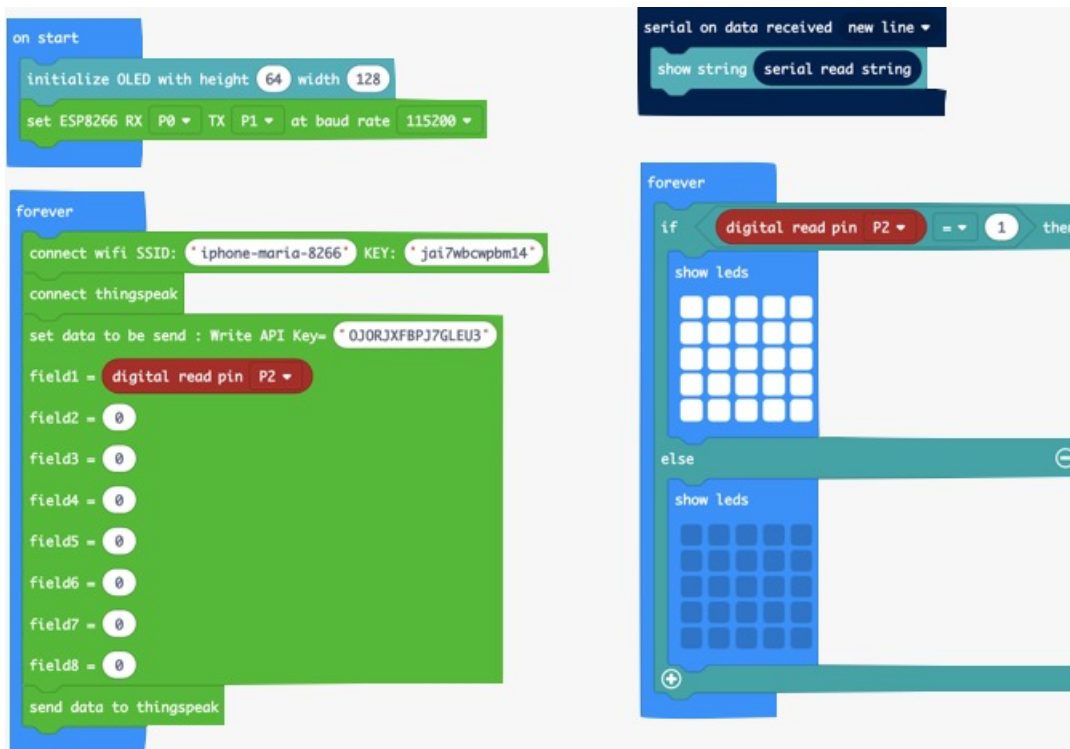 on start
initialize OLED with height 64 width 128
set ESP8266 RX P0 TX P1 at baud rate 115200
forever
connect wifi SSID: "iphone-maria-8266" KEY: "jai7wbcwpbm14"
connect thingspeak
set data to be send : Write API Key= "OJORJXFBPJ7GLEU3"
field1 = digital read pin P2
field2 = 0
field3 = 0
field4 = 0
field5 = 0
field6 = 0
field7 = 0
field8 = 0
send data to thingspeak
serial on data received new line
show string serial read string
forever
if digital read pin P2 = 1 then
show leds
else
show leds